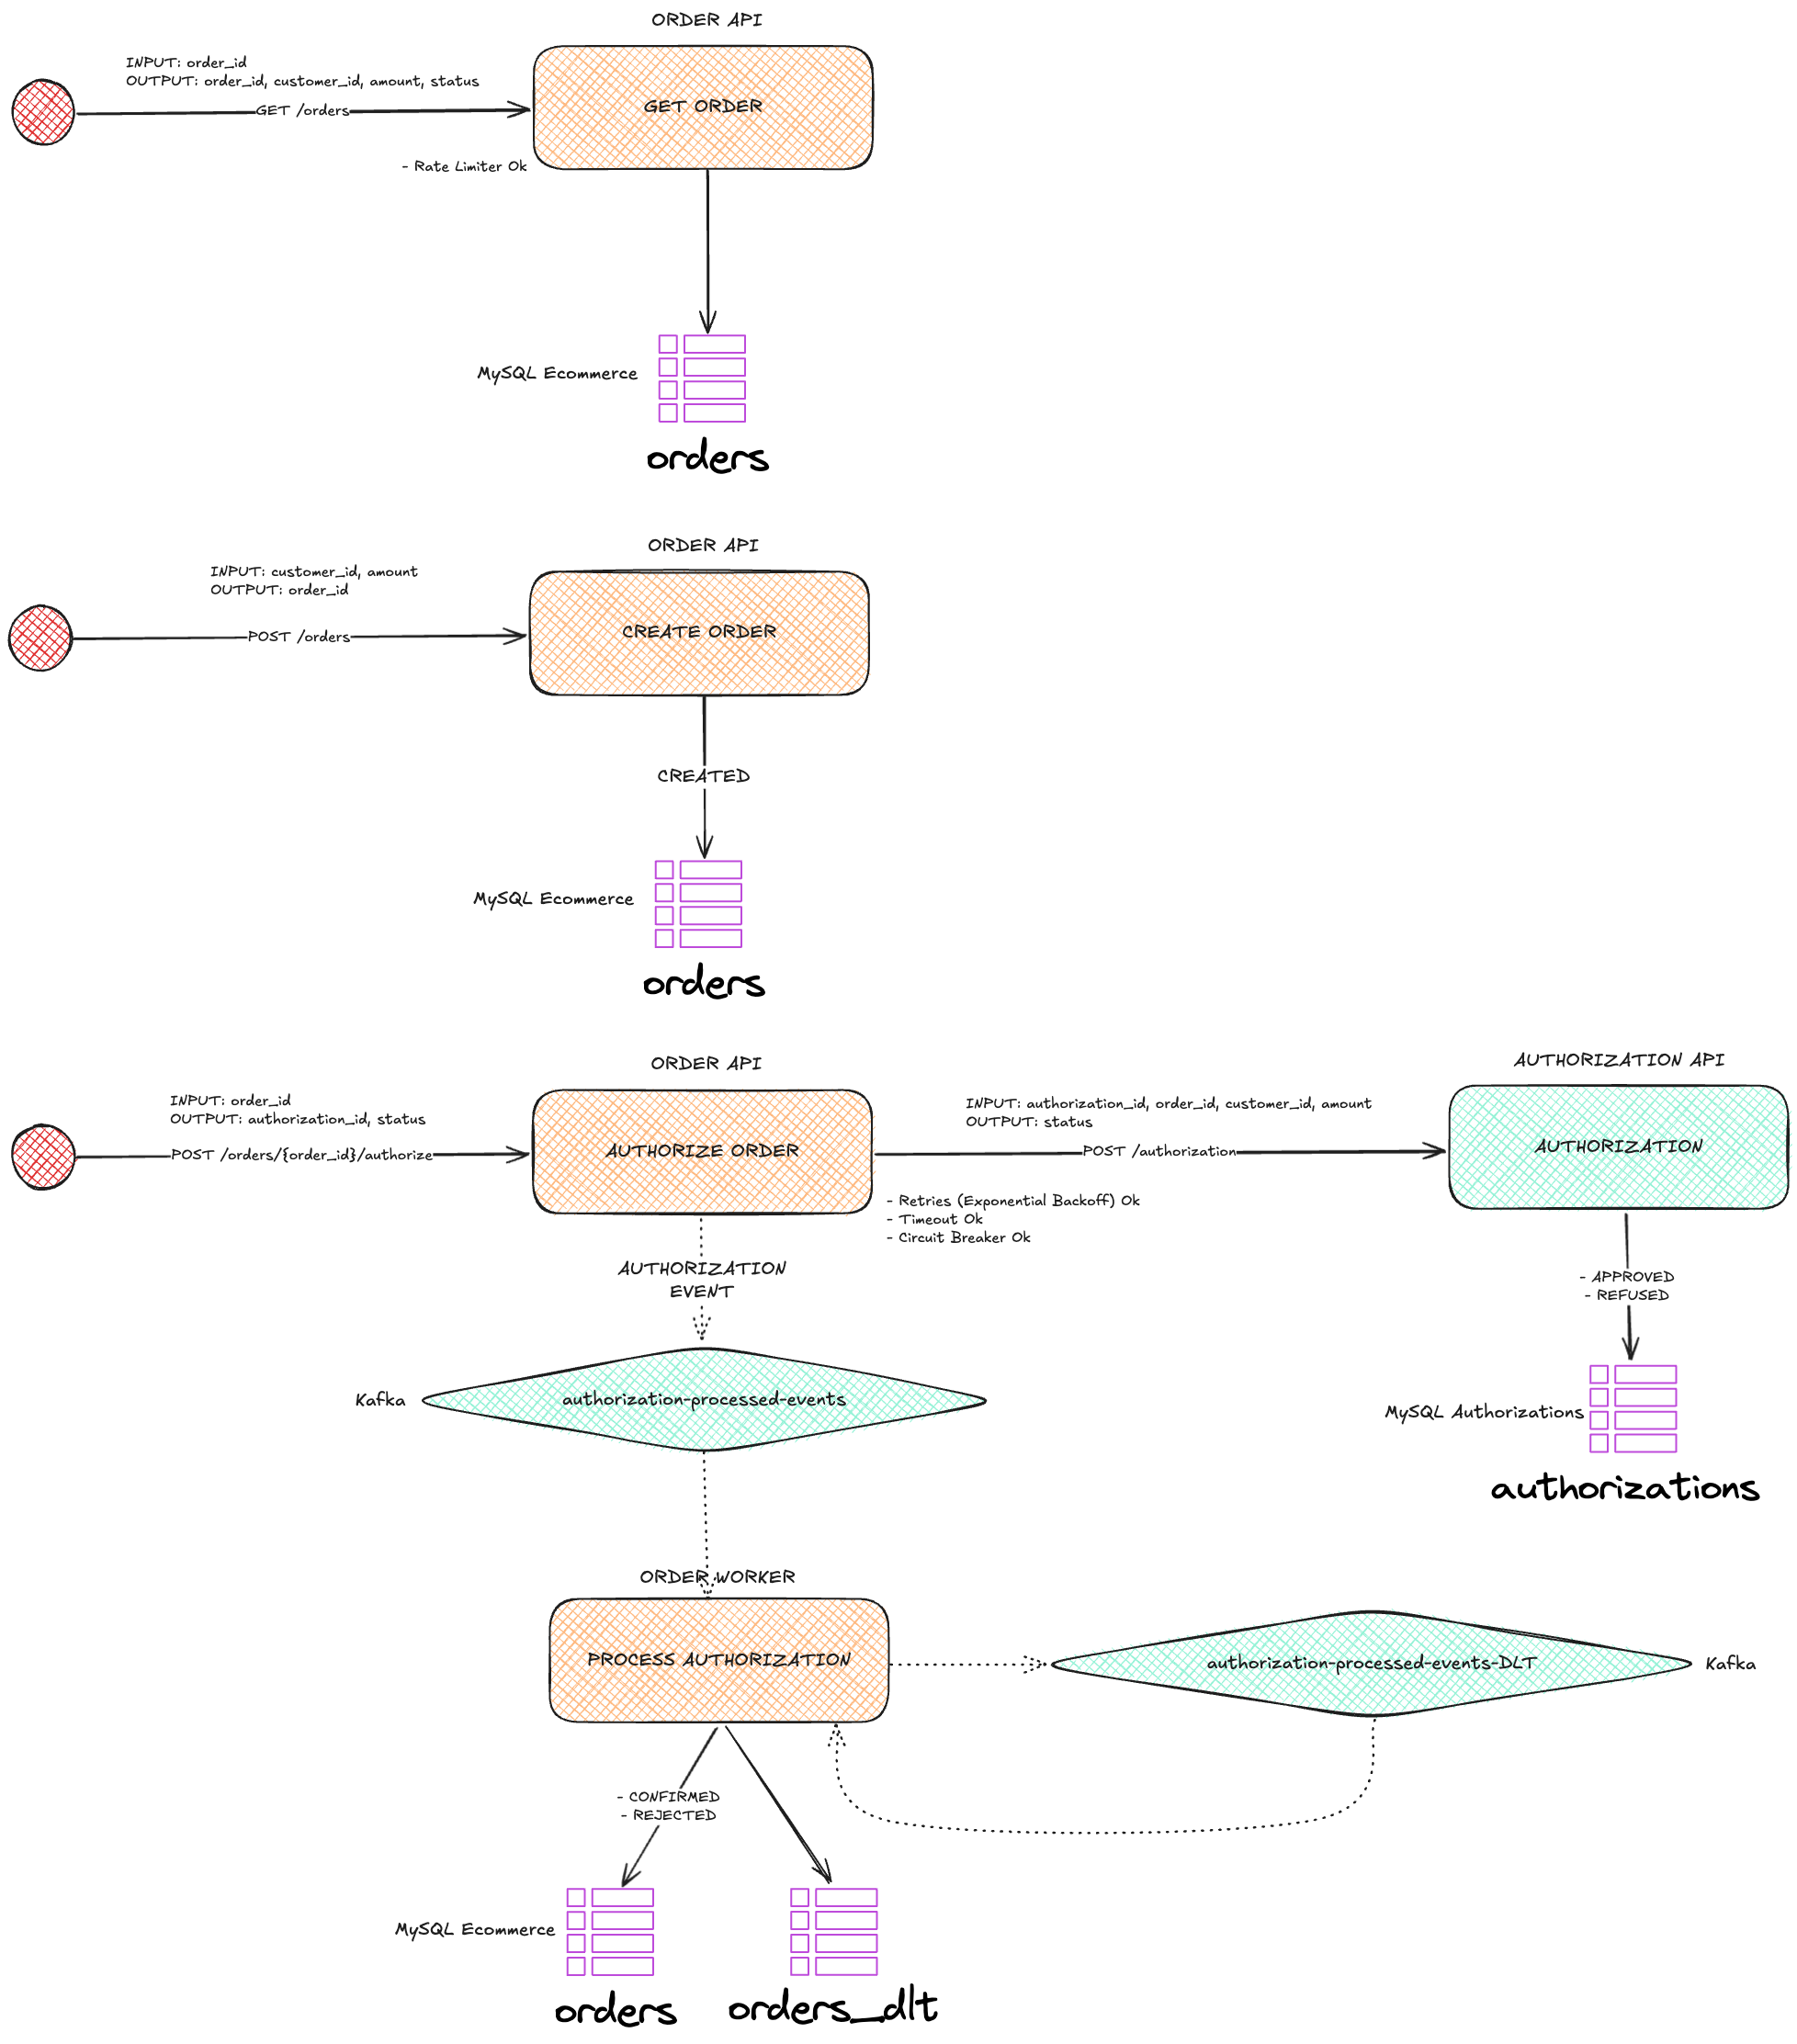 ORDER API
INPUT: order_id
OUTPUT: order_id, customer_id, amount, status
GET /orders
GET ORDER
- Rate Limiter Ok
MySQL Ecommerce
orders
ORDER API
INPUT: customer_id, amount
OUTPUT: order_id
POST /orders
CREATE ORDER
CREATED
MySQL Ecommerce
orders
ORDER API
AUTHORIZATION API
INPUT: order_id
OUTPUT: authorization_id, status
POST /orders/{order_id}/authorize
AUTHORIZE ORDER
INPUT: authorization_id, order_id, customer_id, amount
OUTPUT: status
POST /authorization
AUTHORIZATION
- Retries (Exponential Backoff) Ok
- Timeout Ok
- Circuit Breaker Ok
AUTHORIZATION
EVENT
- APPROVED
- REFUSED
Kafka
authorization-processed-events
MySQL Authorizations
authorizations
ORDER WORKER
PROCESS AUTHORIZATION
authorization-processed-events-DLT
Kafka
- CONFIRMED
- REJECTED
MySQL Ecommerce
orders
orders_dlt